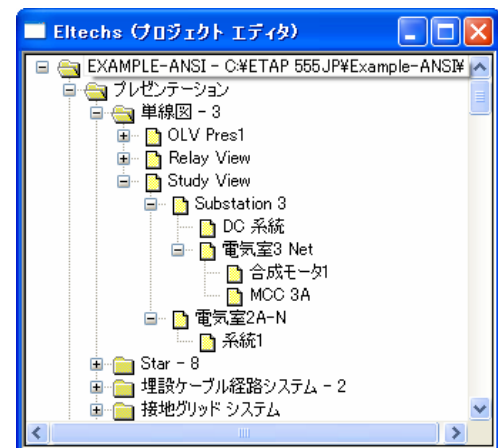 Eltechs (プロジェクト エディタ)
EXAMPLE-ANSI - C:¥ETAP 555JP¥Example-ANSI¥
プレゼンテーション
単線図 - 3
OLV Pres1
Relay View
Study View
Substation 3
DC 系統
電気室3 Net
合成モータ1
MCC 3A
電気室2A-N
系統1
Star - 8
埋設ケーブル経路システム - 2
接地グリッド システム